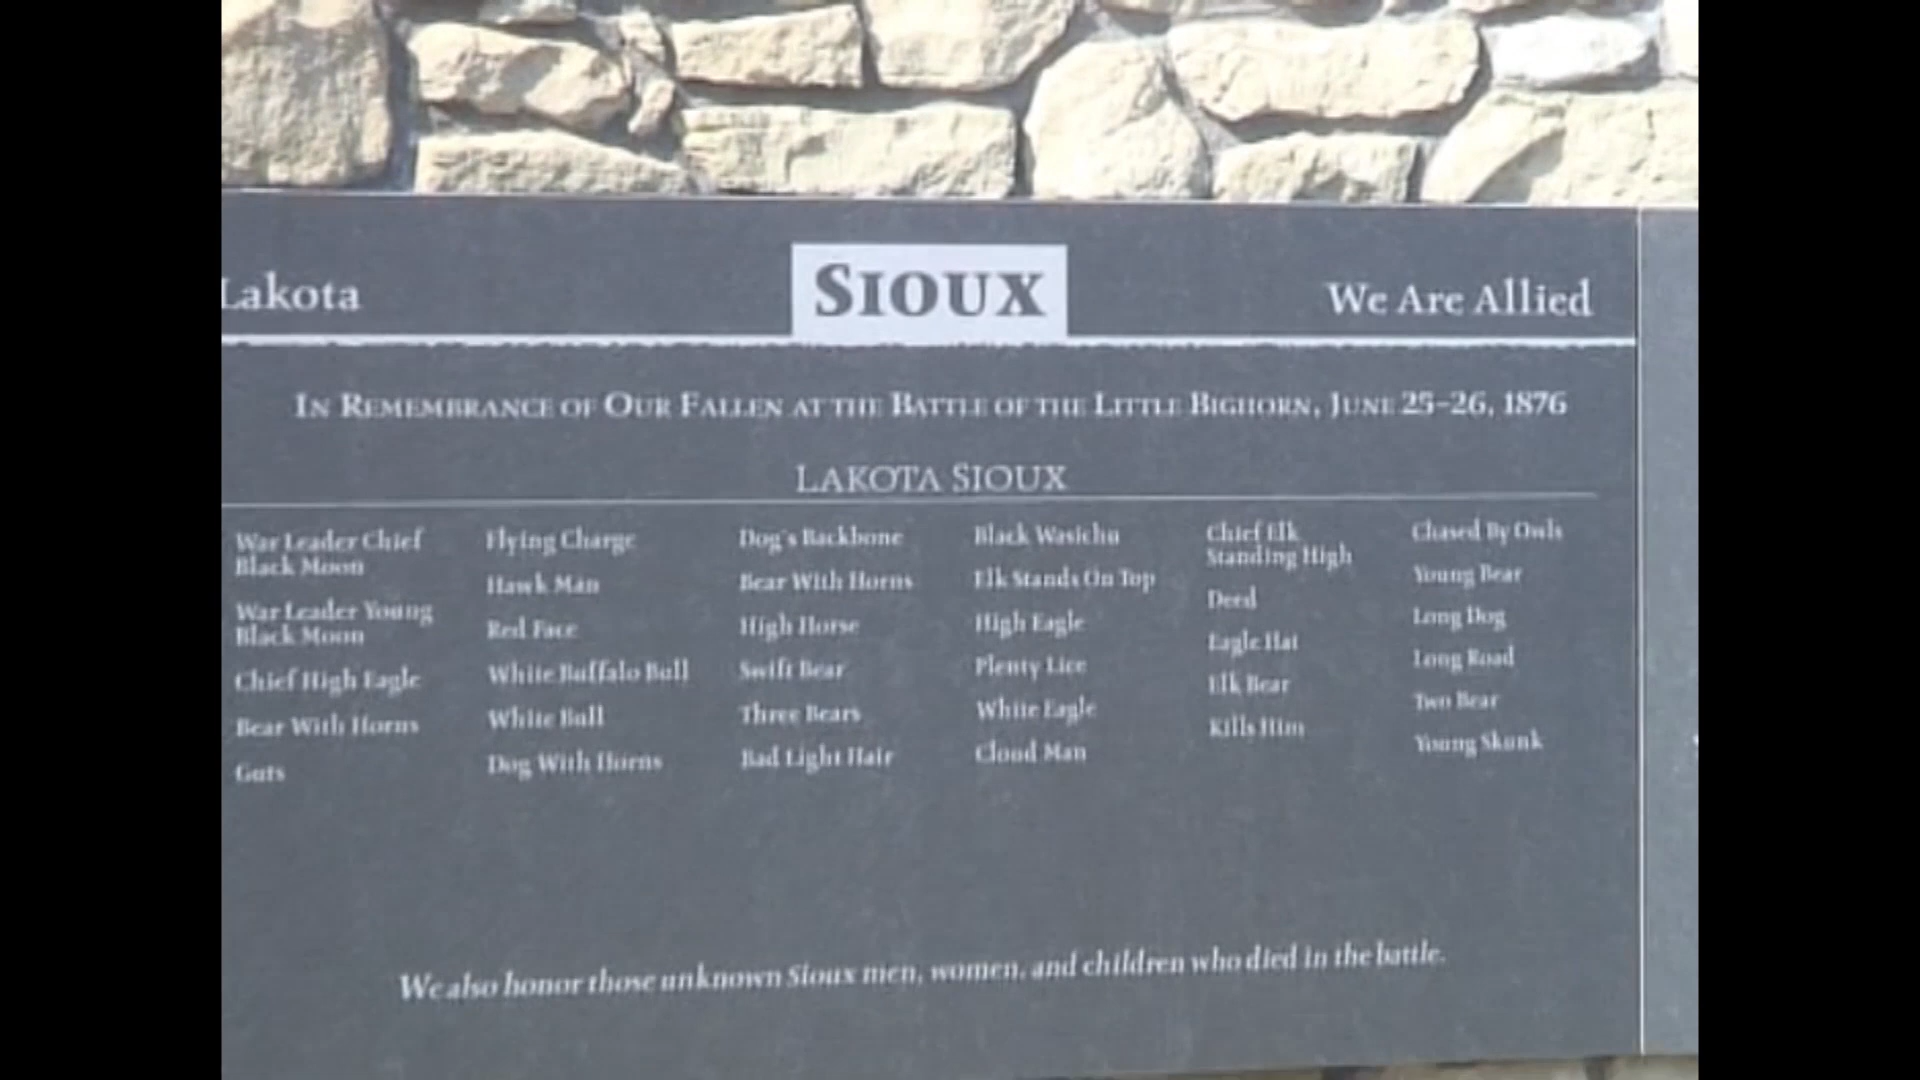 Lakota
SIOUX
We Are Allied
IN REMEMBRANCE OF OUR FALLEN AT THE BATTLE OF THE LITTLE BIGHORN, JUNE 25-26, 1876
LAKOTA SIOUX
War Leader Chief
Black Moon
War Leader Young
Black Moon
Chief High Eagle
Bear With Horns
Guts
Flying Charge
Hawk Man
Red Face
White Buffalo Bull
White Bull
Dog With Horns
Dog's Backbone
Bear With Horns
High Horse
Swift Bear
Three Bears
Bad Light Hair
Black Wasichu
Elk Stands On Top
High Eagle
Plenty Lice
White Eagle
Cloud Man
Chief Elk
Standing High
Deed
Eagle Hat
Elk Bear
Kills Him
Chased By Owls
Young Bear
Long Dog
Long Road
Two Bear
Young Skunk
We also honor those unknown Sioux men, women, and children who died in the battle.